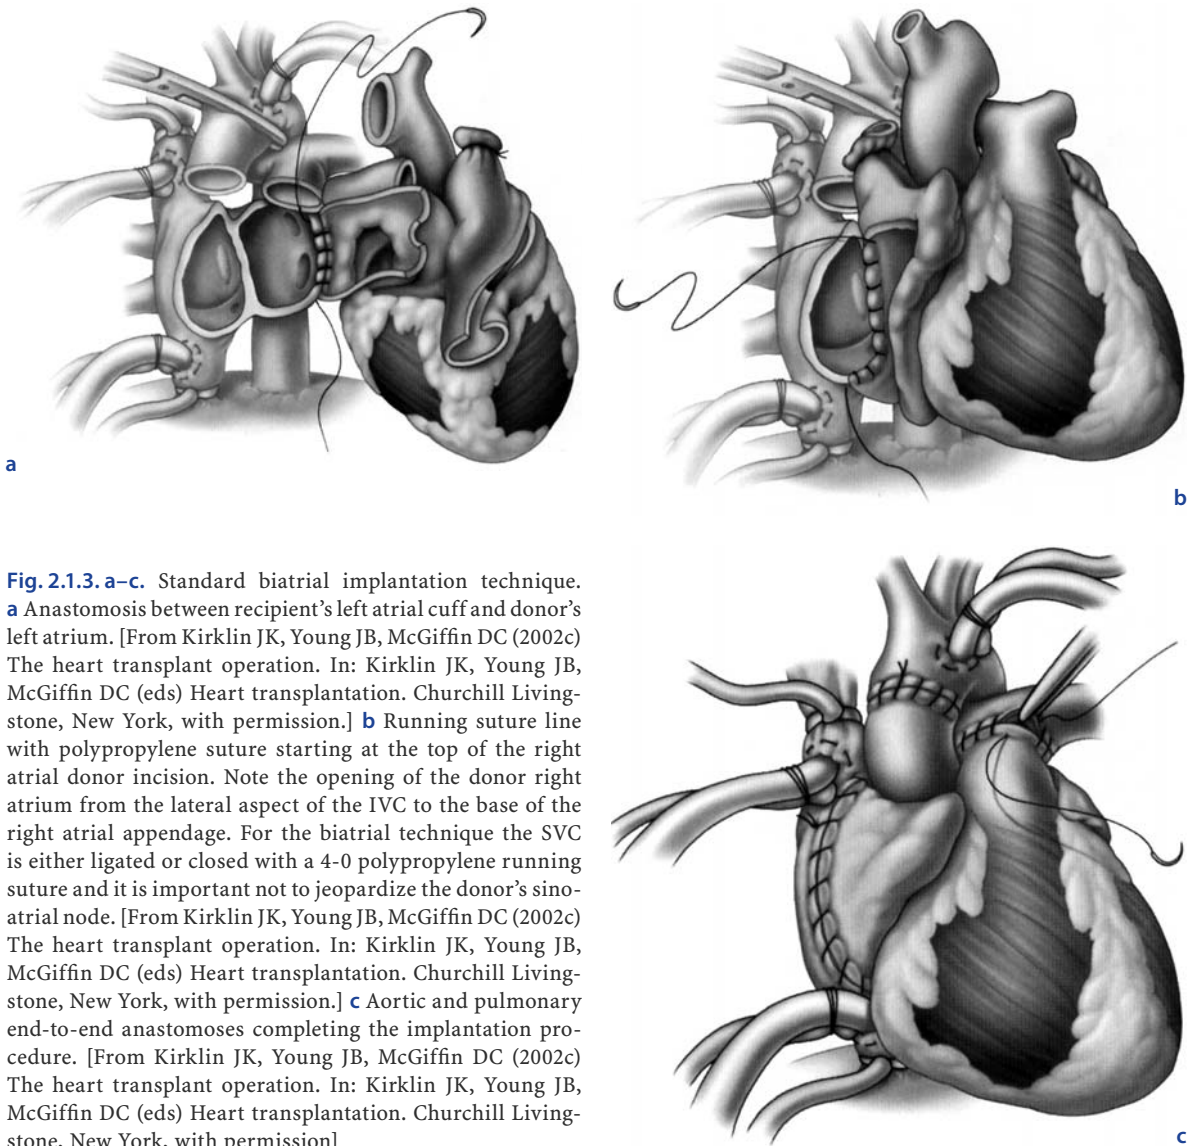 a
b
Fig. 2.1.3. a–c. Standard biatrial implantation technique.
a Anastomosis between recipient's left atrial cuff and donor's
left atrium. [From Kirklin JK, Young JB, McGiffin DC (2002c)
The heart transplant operation. In: Kirklin JK, Young JB,
McGiffin DC (eds) Heart transplantation. Churchill Living-
stone, New York, with permission.] b Running suture line
with polypropylene suture starting at the top of the right
atrial donor incision. Note the opening of the donor right
atrium from the lateral aspect of the IVC to the base of the
right atrial appendage. For the biatrial technique the SVC
is either ligated or closed with a 4-0 polypropylene running
suture and it is important not to jeopardize the donor's sino-
atrial node. [From Kirklin JK, Young JB, McGiffin DC (2002c)
The heart transplant operation. In: Kirklin JK, Young JB,
McGiffin DC (eds) Heart transplantation. Churchill Living-
stone, New York, with permission.] c Aortic and pulmonary
end-to-end anastomoses completing the implantation pro-
cedure. [From Kirklin JK, Young JB, McGiffin DC (2002c)
The heart transplant operation. In: Kirklin JK, Young JB,
McGiffin DC (eds) Heart transplantation. Churchill Living-
stone, New York, with permission]
c